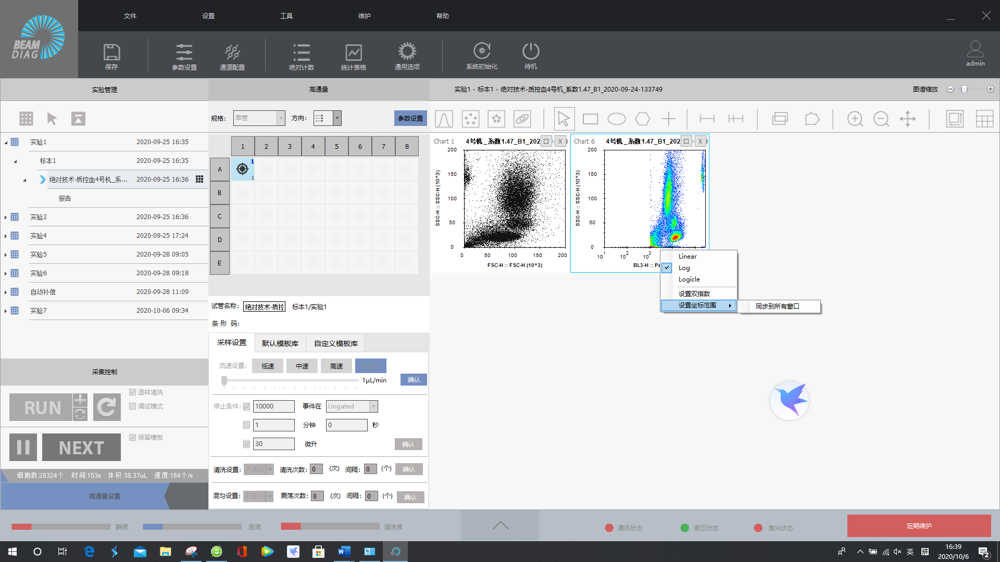 BEAM
DIAG
文件 设置 工具 维护 帮助
保存 参数设置 通道配置 绝对计数 统计表格 通用选项 系统初始化 待机
admin
实验管理
高通量
实验1 - 标本1 - 绝对技术-质控血4号机_系数1.47_B1_2020-09-24-133749
图谱缩放
规格: 单管 方向: 参数设置
实验1 2020-09-25 16:35
标本1 2020-09-25 16:35
绝对技术-质控血4号机_系... 2020-09-25 16:36
报告
实验2 2020-09-25 16:36
实验4 2020-09-25 17:24
实验5 2020-09-28 09:05
实验6 2020-09-28 09:18
自动补偿 2020-09-28 11:09
实验7 2020-10-06 09:34
1 2 3 4 5 6 7 8
A 1 1
B
C
D
E
Chart 1 4号机_系数1.47_B1_202 口 X
200
150
100
50
0
SSC-H :: SSC-H (10^3)
0 50 100 150 200
FSC-H :: FSC-H (10^3)
Chart 6 4号机_系数1.47_B1_202 口 X
200
150
100
50
0
SSC-H :: SSC-H (10^3)
10^1 10^2 10^3
BL3-H :: Pe
Linear
Log
Logicle
设置双指数
设置坐标范围
同步到所有窗口
试管名称: 绝对技术-质控 标本1/实验1
条 形 码:
采样设置 默认模板库 自定义模板库
流速设置: 低速 中速 高速 自定义
1μL/min 确认
停止条件: 10000 事件在 Ungated
1 分钟 0 秒
30 微升 确认
清洗设置: 不清洗 清洗次数: 0 (次) 间隔: 0 (个) 确认
混匀设置: 不混匀 震荡次数: 0 (次) 间隔: 0 (个) 确认
采集控制
RUN
退样清洗
调试模式
NEXT
保留模板
细胞数:28324个 时间:153s 体积:38.37uL 速度:184个/s
高通量设置
鞘液 废液 清洗液 通讯状态 液压状态 激光状态 定期维护
英 拼
16:39
2020/10/6
2